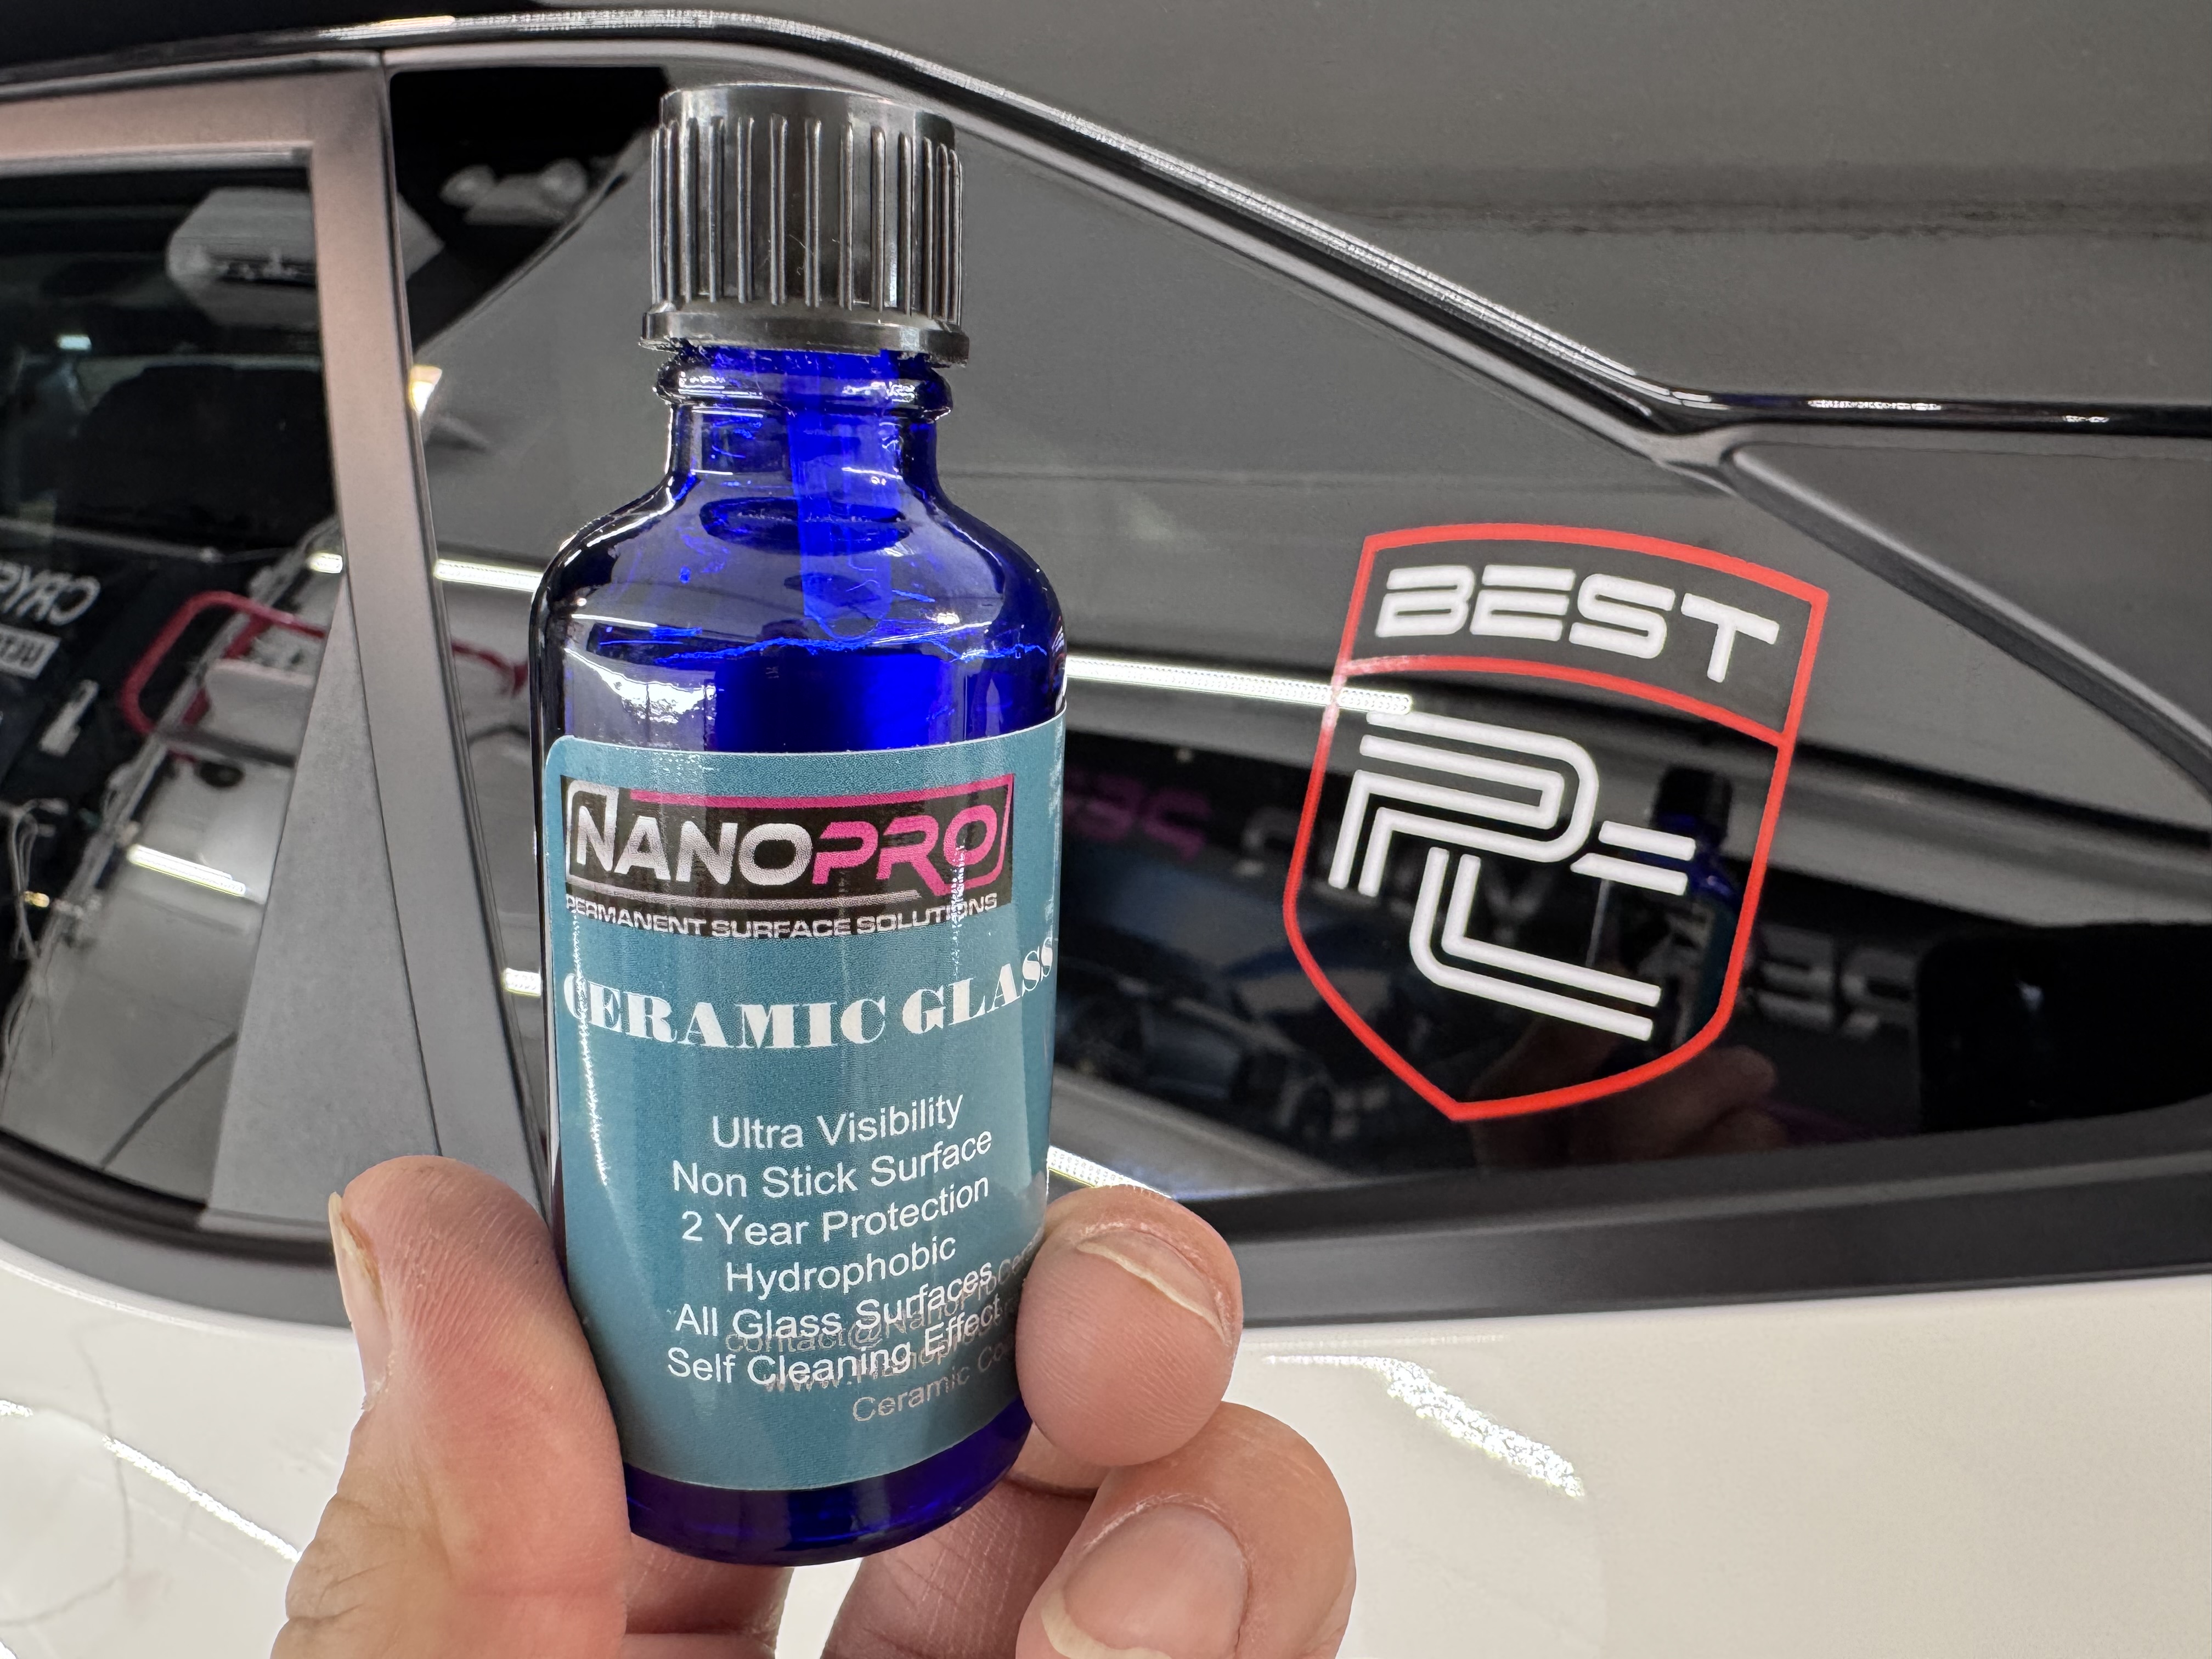 NANOPRO
PERMANENT SURFACE SOLUTIONS
CERAMIC GLASS
Ultra Visibility
Non Stick Surface
2 Year Protection
Hydrophobic
All Glass Surfaces
Self Cleaning Effect
Ceramic
BEST